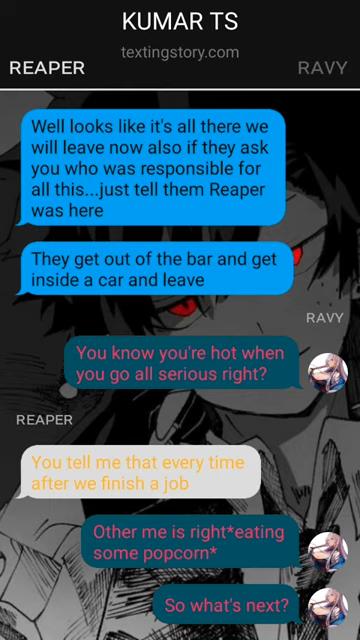 KUMAR TS
textingstory.com
REAPER
RAVY
Well looks like it's all there we
will leave now also if they ask
you who was responsible for
all this...just tell them Reaper
was here
They get out of the bar and get
inside a car and leave
RAVY
You know you're hot when
you go all serious right?
REAPER
You tell me that every time
after we finish a job
Other me is right*eating
some popcorn*
So what's next?